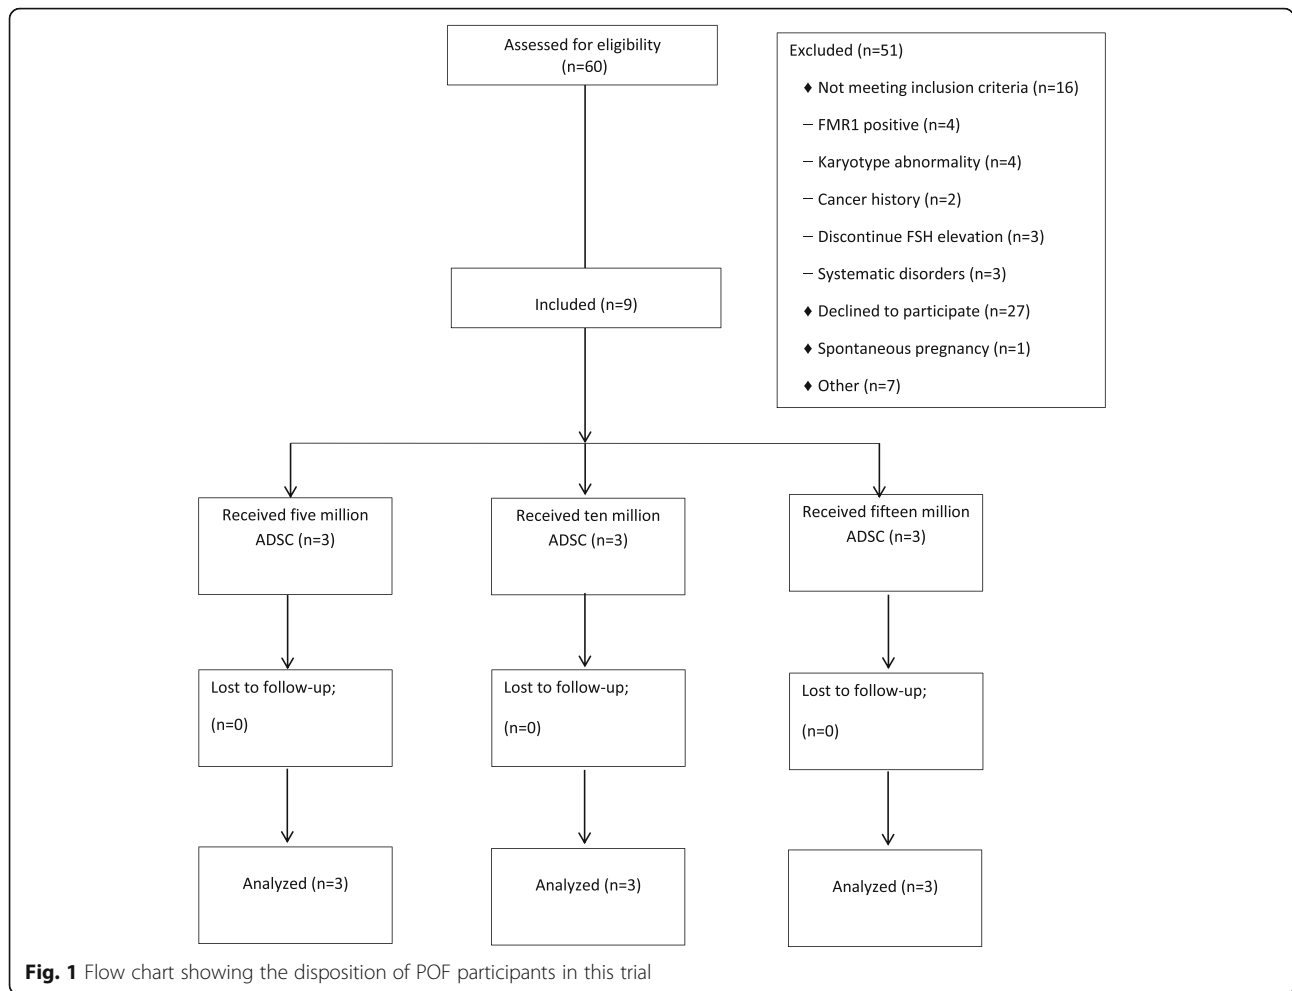 Assessed for eligibility
(n=60)
Excluded (n=51)
♦ Not meeting inclusion criteria (n=16)
– FMR1 positive (n=4)
– Karyotype abnormality (n=4)
– Cancer history (n=2)
– Discontinue FSH elevation (n=3)
– Systematic disorders (n=3)
♦ Declined to participate (n=27)
♦ Spontaneous pregnancy (n=1)
♦ Other (n=7)
Included (n=9)
Received five million
ADSC (n=3)
Received ten million
ADSC (n=3)
Received fifteen million
ADSC (n=3)
Lost to follow-up;
(n=0)
Lost to follow-up;
(n=0)
Lost to follow-up;
(n=0)
Analyzed (n=3)
Analyzed (n=3)
Analyzed (n=3)
Fig. 1 Flow chart showing the disposition of POF participants in this trial